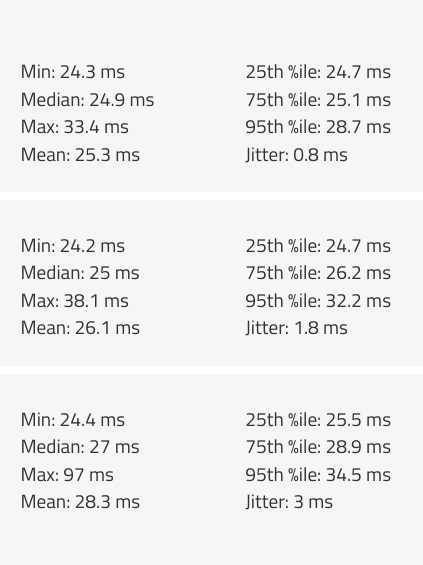 Min: 24.3 ms
25th %ile: 24.7 ms
Median: 24.9 ms
75th %ile: 25.1 ms
Max: 33.4 ms
95th %ile: 28.7 ms
Mean: 25.3 ms
Jitter: 0.8 ms
Min: 24.2 ms
25th %ile: 24.7 ms
Median: 25 ms
75th %ile: 26.2 ms
Max: 38.1 ms
95th %ile: 32.2 ms
Mean: 26.1 ms
Jitter: 1.8 ms
Min: 24.4 ms
25th %ile: 25.5 ms
Median: 27 ms
75th %ile: 28.9 ms
Max: 97 ms
95th %ile: 34.5 ms
Mean: 28.3 ms
Jitter: 3 ms